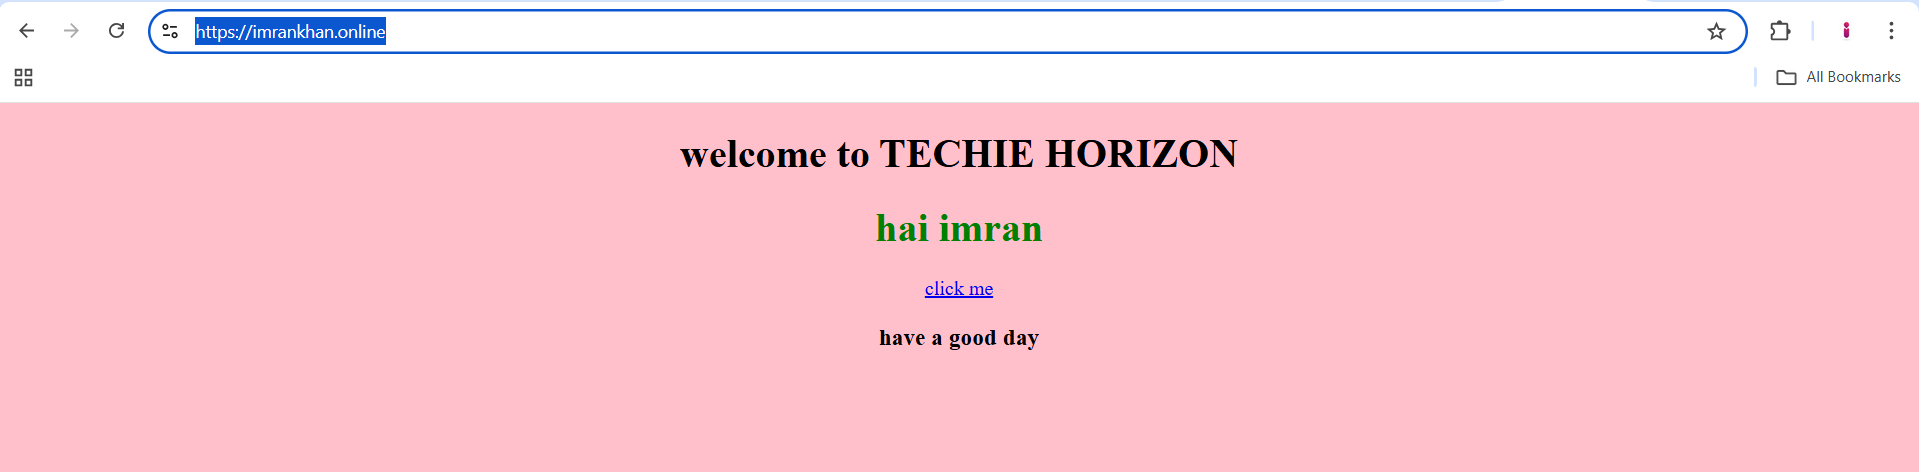 https://imrankhan.online
All Bookmarks
welcome to TECHIE HORIZON
hai imran
click me
have a good day